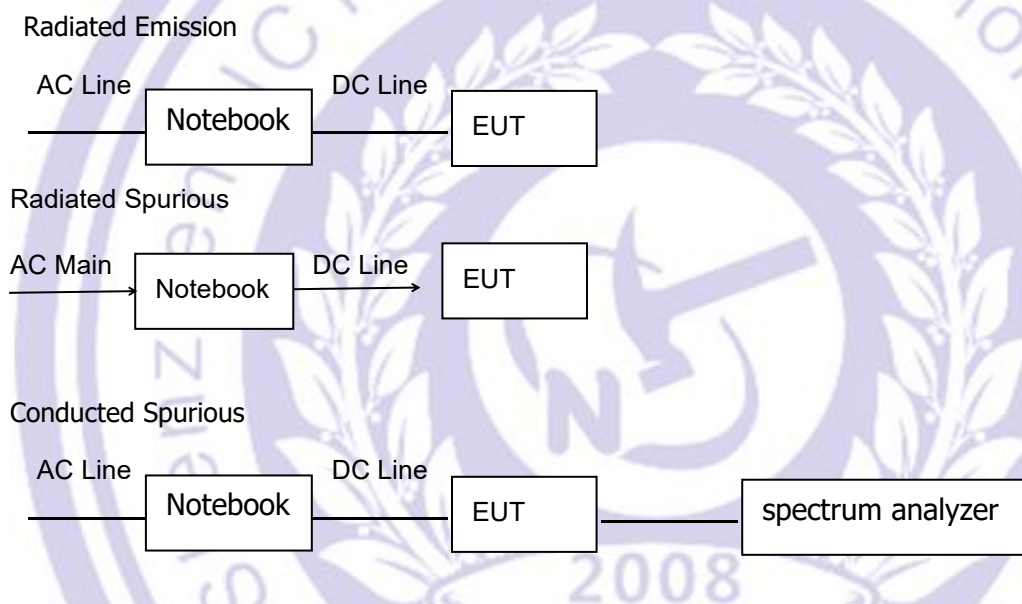 Radiated Emission
AC Line DC Line
Notebook EUT
Radiated Spurious
AC Main DC Line
Notebook EUT
Conducted Spurious
AC Line DC Line
Notebook EUT spectrum analyzer
N
2008